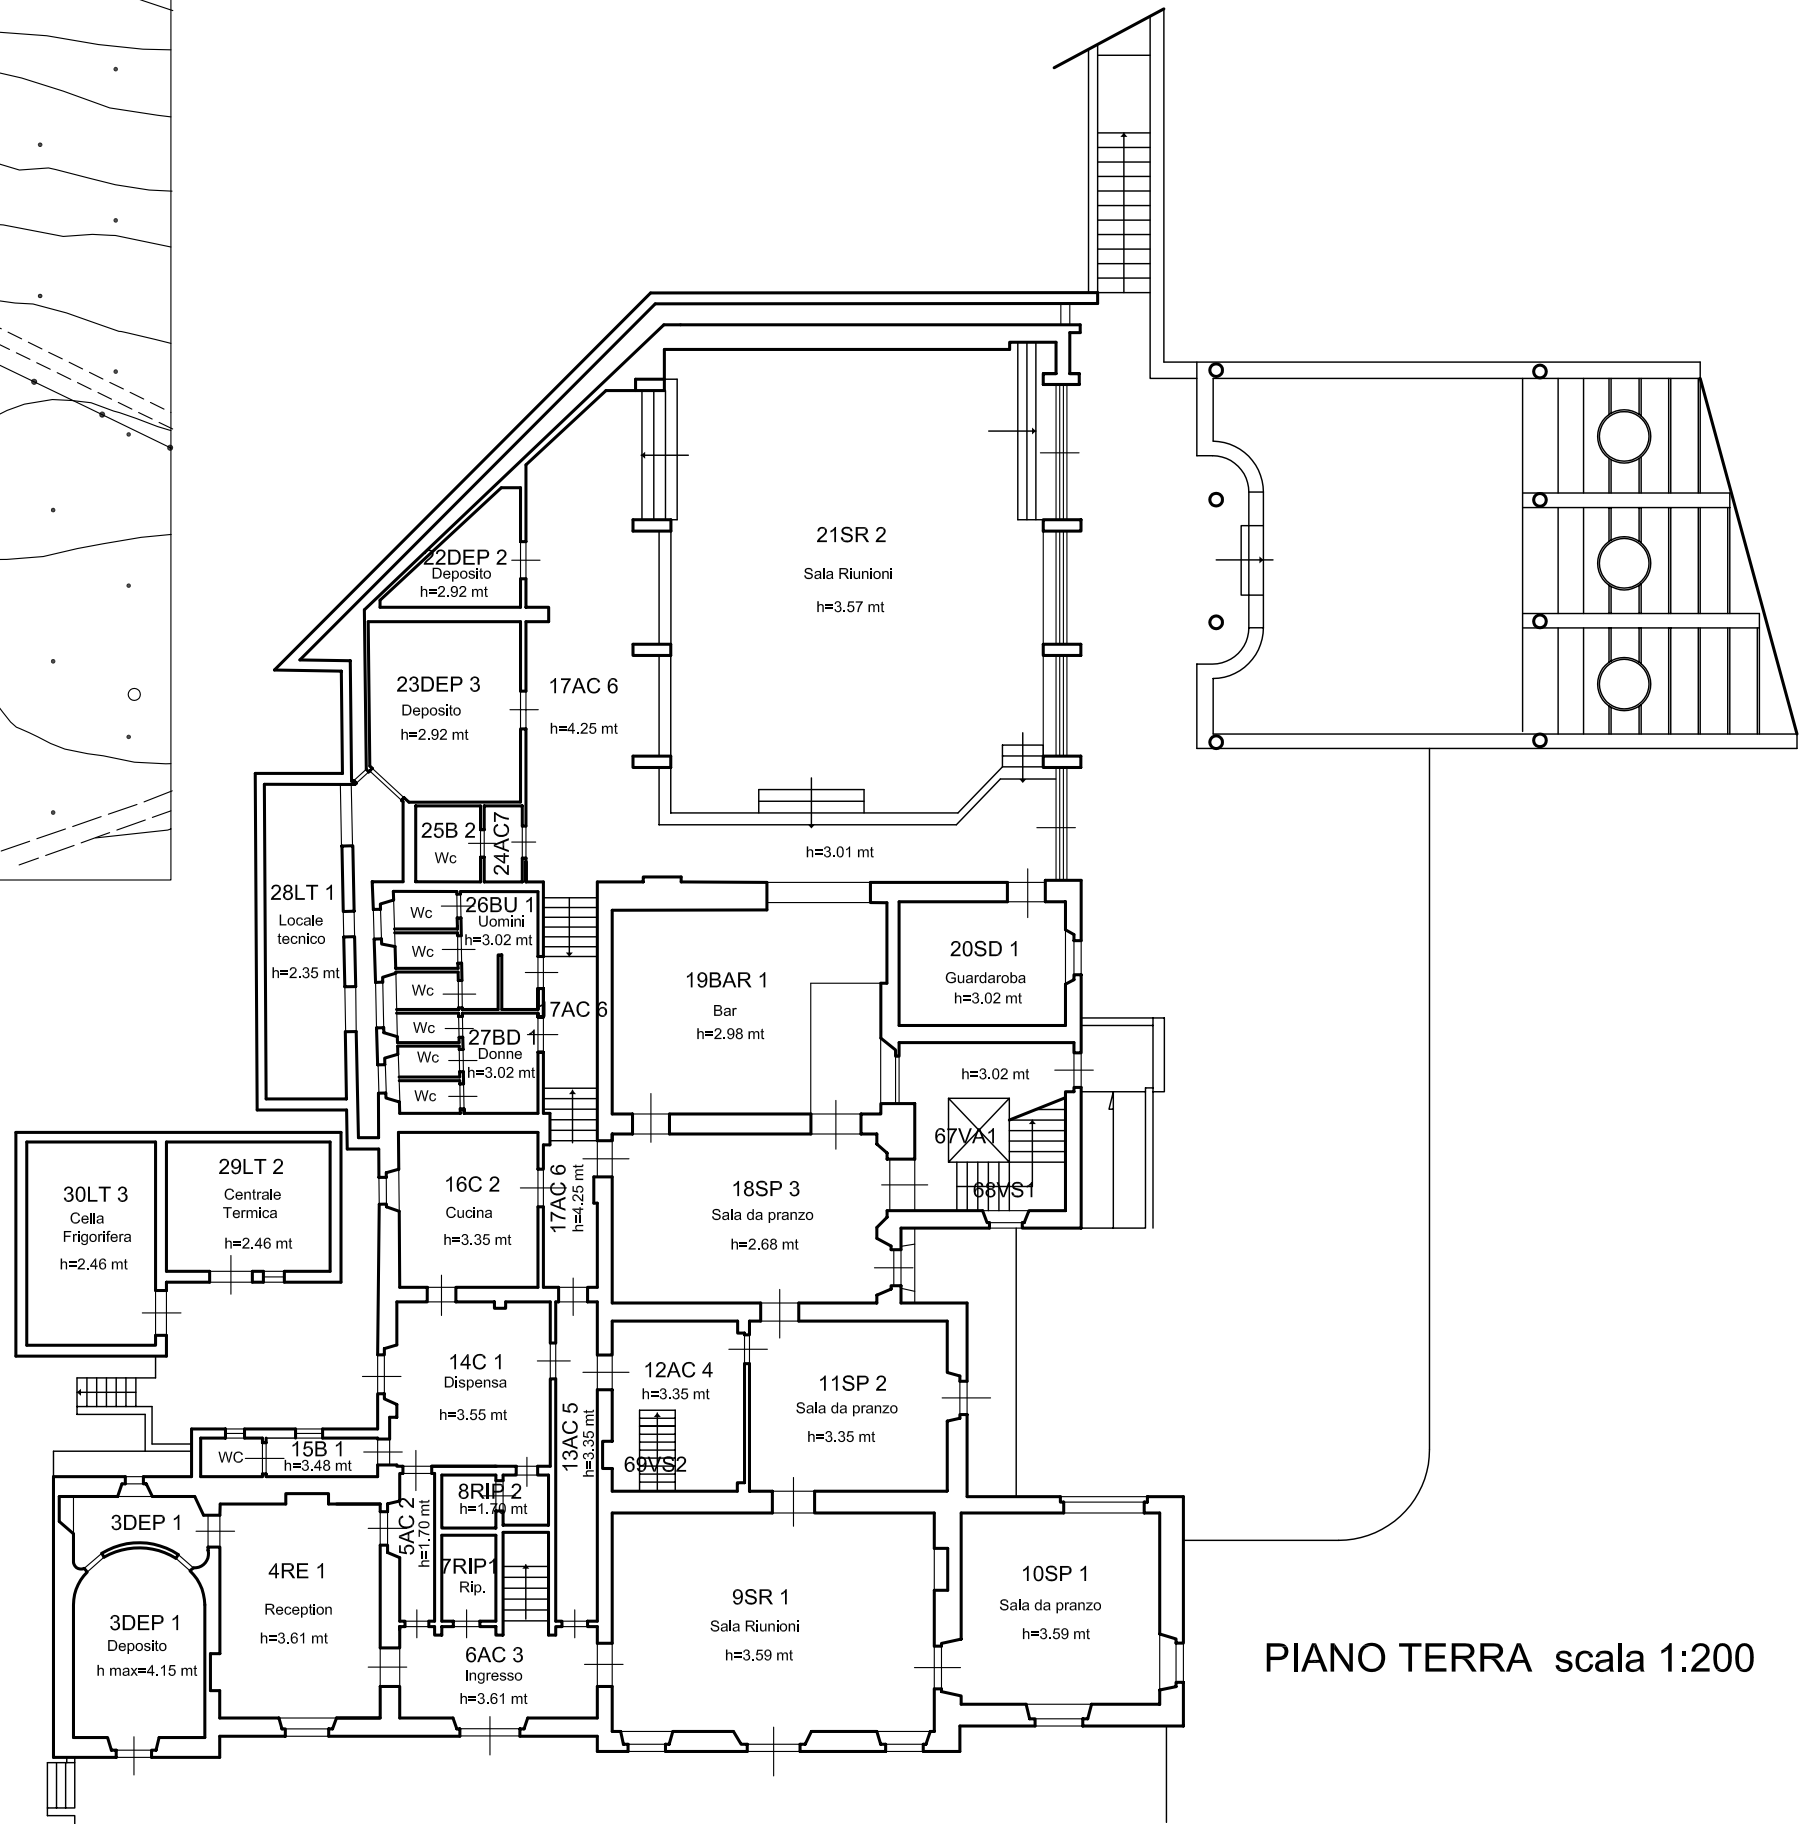 21SR 2
Sala Riunioni
h=3.57 mt
22DEP 2
Deposito
h=2.92 mt
23DEP 3
Deposito
h=2.92 mt
17AC 6
h=4.25 mt
25B 2
Wc
24AC7
h=3.01 mt
28LT 1
Locale
tecnico
h=2.35 mt
Wc
Wc
Wc
Wc
Wc
Wc
26BU 1
Uomini
h=3.02 mt
27BD 1
Donne
h=3.02 mt
17AC 6
19BAR 1
Bar
h=2.98 mt
20SD 1
Guardaroba
h=3.02 mt
h=3.02 mt
67VA1
68VS1
30LT 3
Cella
Frigorifera
h=2.46 mt
29LT 2
Centrale
Termica
h=2.46 mt
16C 2
Cucina
h=3.35 mt
17AC 6
h=4.25 mt
18SP 3
Sala da pranzo
h=2.68 mt
14C 1
Dispensa
h=3.55 mt
13AC 5
h=3.35 mt
12AC 4
h=3.35 mt
69VS2
11SP 2
Sala da pranzo
h=3.35 mt
WC
15B 1
h=3.48 mt
3DEP 1
3DEP 1
Deposito
h max=4.15 mt
4RE 1
Reception
h=3.61 mt
5AC 2
h=1.70 mt
8RIP 2
h=1.70 mt
7RIP1
Rip.
6AC 3
Ingresso
h=3.61 mt
9SR 1
Sala Riunioni
h=3.59 mt
10SP 1
Sala da pranzo
h=3.59 mt
PIANO TERRA scala 1:200